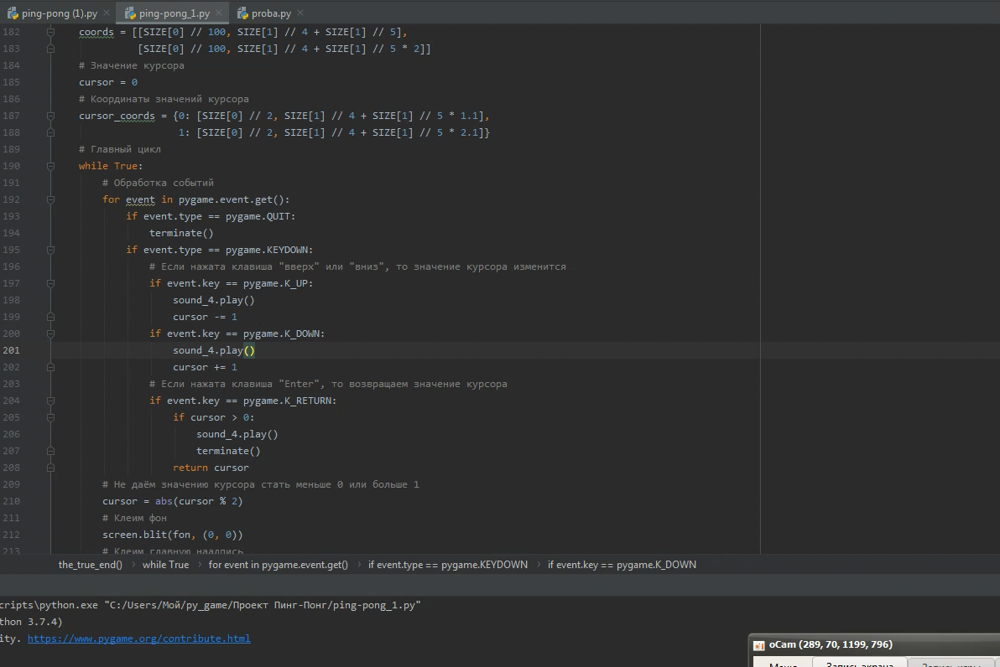 ping-pong (1).py ping-pong_1.py proba.py
182 coords = [[SIZE[0] // 100, SIZE[1] // 4 + SIZE[1] // 5],
183 [SIZE[0] // 100, SIZE[1] // 4 + SIZE[1] // 5 * 2]]
184 # Значение курсора
185 cursor = 0
186 # Координаты значений курсора
187 cursor_coords = {0: [SIZE[0] // 2, SIZE[1] // 4 + SIZE[1] // 5 * 1.1],
188 1: [SIZE[0] // 2, SIZE[1] // 4 + SIZE[1] // 5 * 2.1]}
189 # Главный цикл
190 while True:
191 # Обработка событий
192 for event in pygame.event.get():
193 if event.type == pygame.QUIT:
194 terminate()
195 if event.type == pygame.KEYDOWN:
196 # Если нажата клавиша "вверх" или "вниз", то значение курсора изменится
197 if event.key == pygame.K_UP:
198 sound_4.play()
199 cursor -= 1
200 if event.key == pygame.K_DOWN:
201 sound_4.play()
202 cursor += 1
203 # Если нажата клавиша "Enter", то возвращаем значение курсора
204 if event.key == pygame.K_RETURN:
205 if cursor > 0:
206 sound_4.play()
207 terminate()
208 return cursor
209 # Не даём значению курсора стать меньше 0 или больше 1
210 cursor = abs(cursor % 2)
211 # Клеим фон
212 screen.blit(fon, (0, 0))
213 # Клеим главную надпись
the_true_end() › while True › for event in pygame.event.get() › if event.type == pygame.KEYDOWN › if event.key == pygame.K_DOWN
cripts\python.exe "C:/Users/Мой/py_game/Проект Пинг-Понг/ping-pong_1.py"
thon 3.7.4)
ity. https://www.pygame.org/contribute.html
oCam (289, 70, 1199, 796)
Меню Запись экрана Запись игры